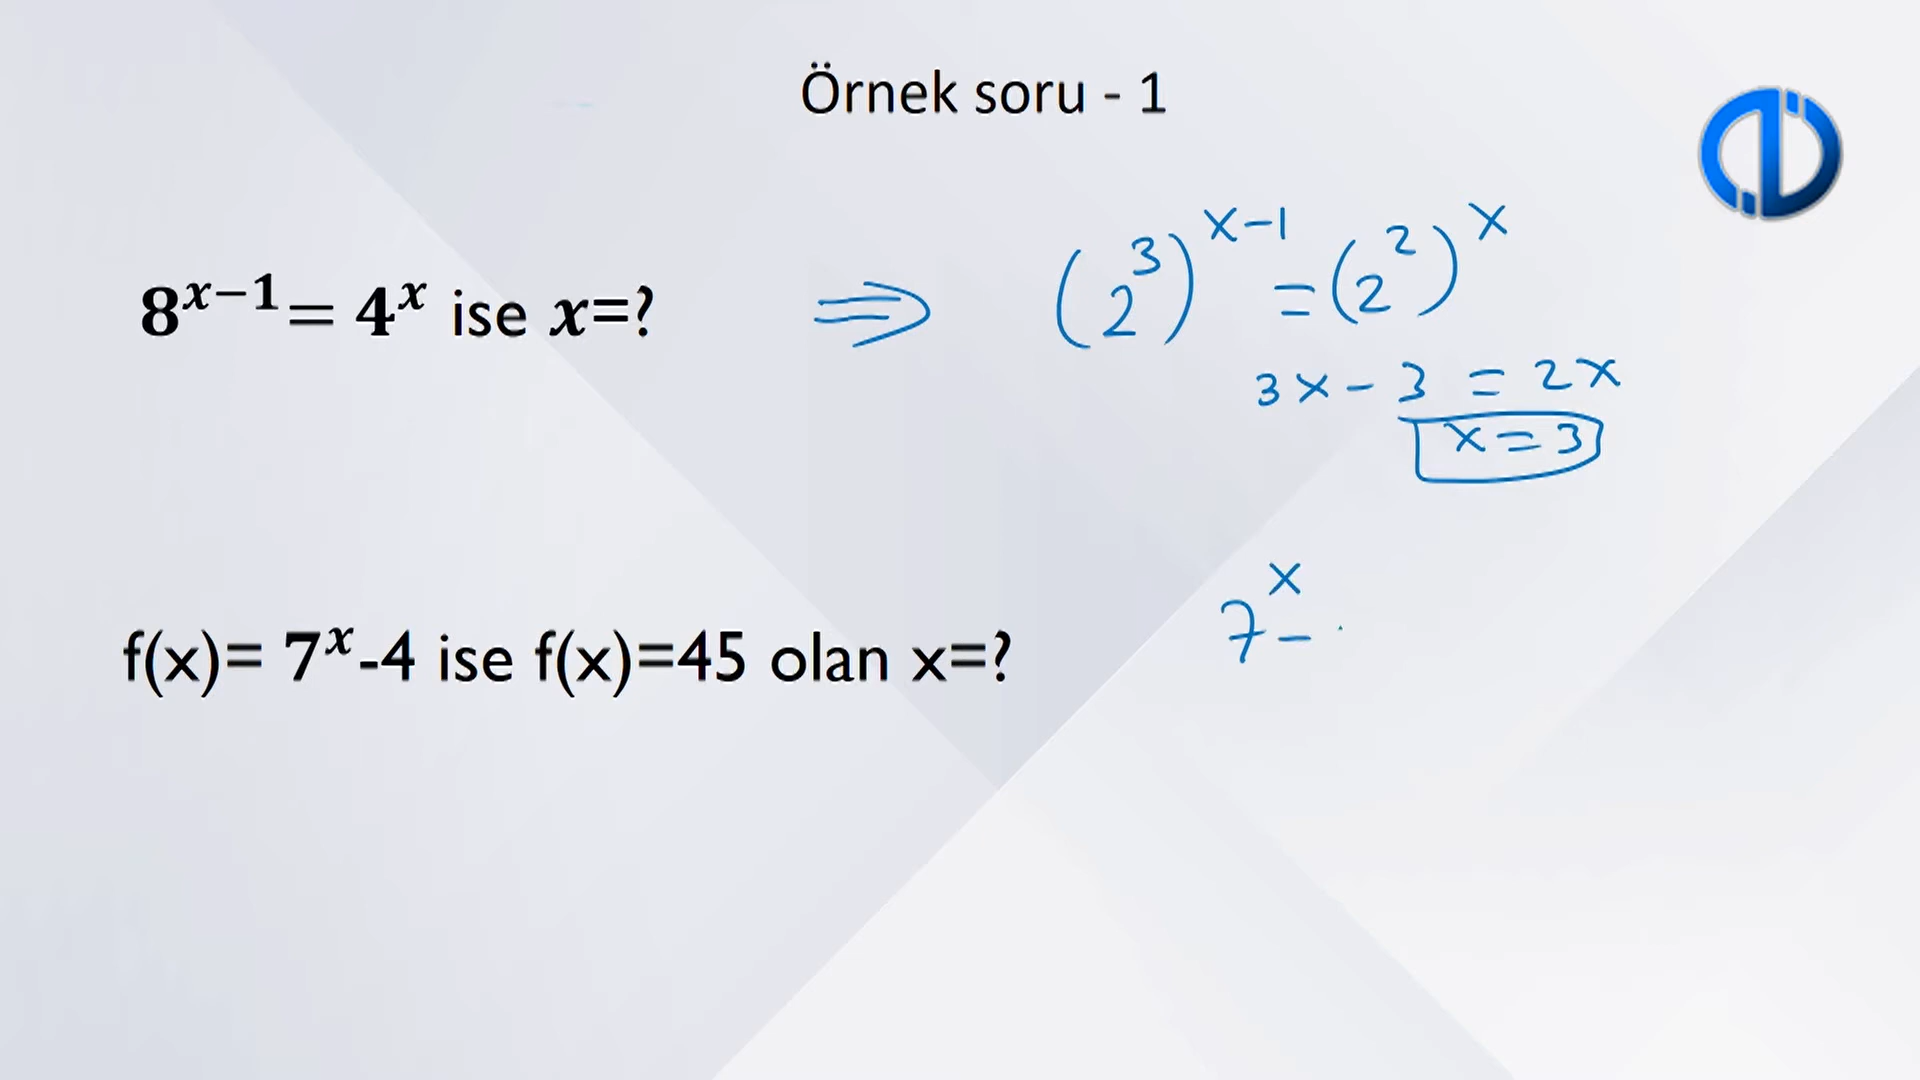 Örnek soru - 1
8^{x-1} = 4^x ise x=? ⇒ (2^3)^{x-1} = (2^2)^x
3x - 3 = 2x
x = 3
f(x)= 7^x-4 ise f(x)=45 olan x=? 7^x -